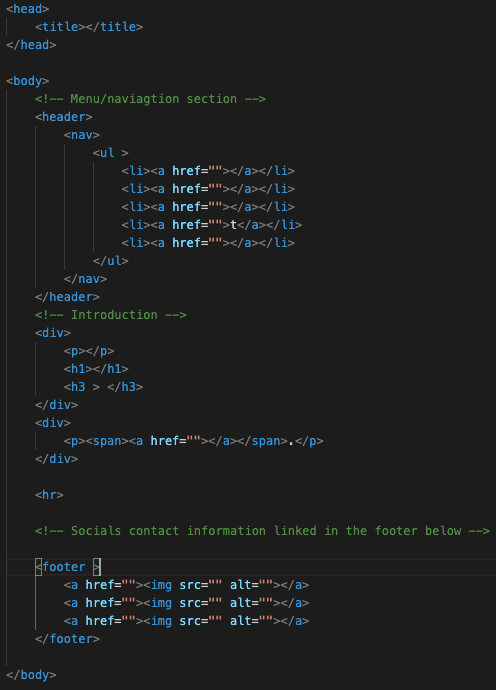 <head>
<title></title>
</head>
<body>
<!-- Menu/naviagtion section -->
<header>
<nav>
<ul >
<li><a href=""></a></li>
<li><a href=""></a></li>
<li><a href=""></a></li>
<li><a href="">t</a></li>
<li><a href=""></a></li>
</ul>
</nav>
</header>
<!-- Introduction -->
<div>
<p></p>
<h1></h1>
<h3 > </h3>
</div>
<div>
<p><span><a href=""></a></span>.</p>
</div>
<hr>
<!-- Socials contact information linked in the footer below -->
<footer >
<a href=""><img src="" alt=""></a>
<a href=""><img src="" alt=""></a>
<a href=""><img src="" alt=""></a>
</footer>
</body>